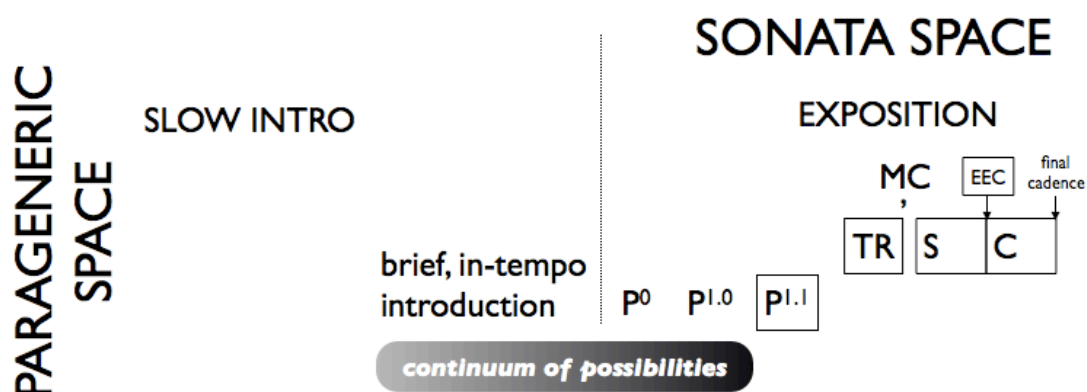 PARAGENERIC
SPACE
SLOW INTRO
SONATA SPACE
EXPOSITION
MC
,
EEC
final
cadence
TR
S
C
brief, in-tempo
introduction
P⁰
P¹·⁰
P¹·¹
continuum of possibilities